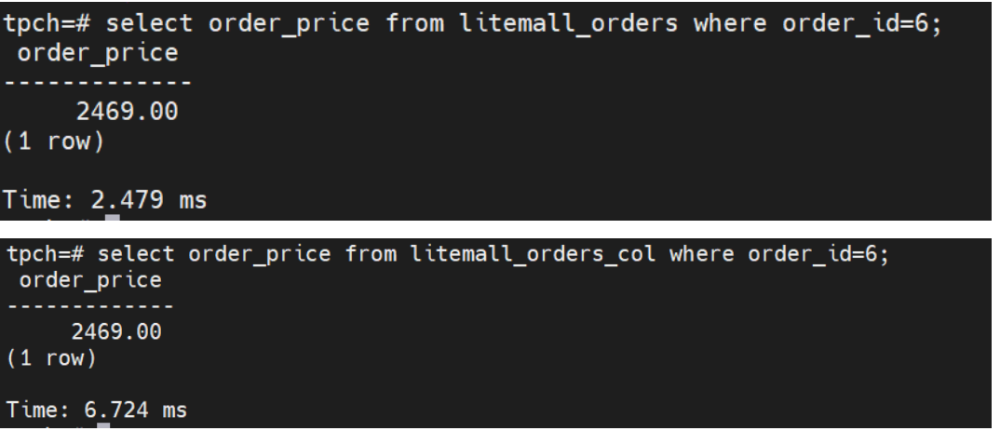 tpch=# select order_price from litemall_orders where order_id=6;
order_price
-------------
2469.00
(1 row)
Time: 2.479 ms
tpch=# select order_price from litemall_orders_col where order_id=6;
order_price
-------------
2469.00
(1 row)
Time: 6.724 ms